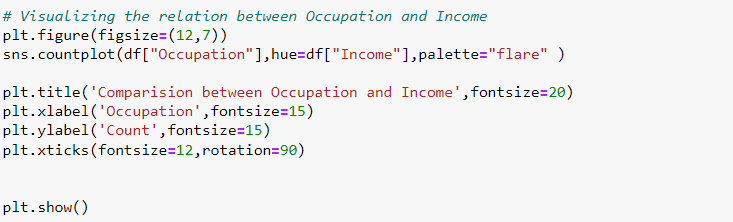 # Visualizing the relation between Occupation and Income
plt.figure(figsize=(12,7))
sns.countplot(df["Occupation"],hue=df["Income"],palette="flare" )
plt.title('Comparision between Occupation and Income',fontsize=20)
plt.xlabel('Occupation',fontsize=15)
plt.ylabel('Count',fontsize=15)
plt.xticks(fontsize=12,rotation=90)
plt.show()